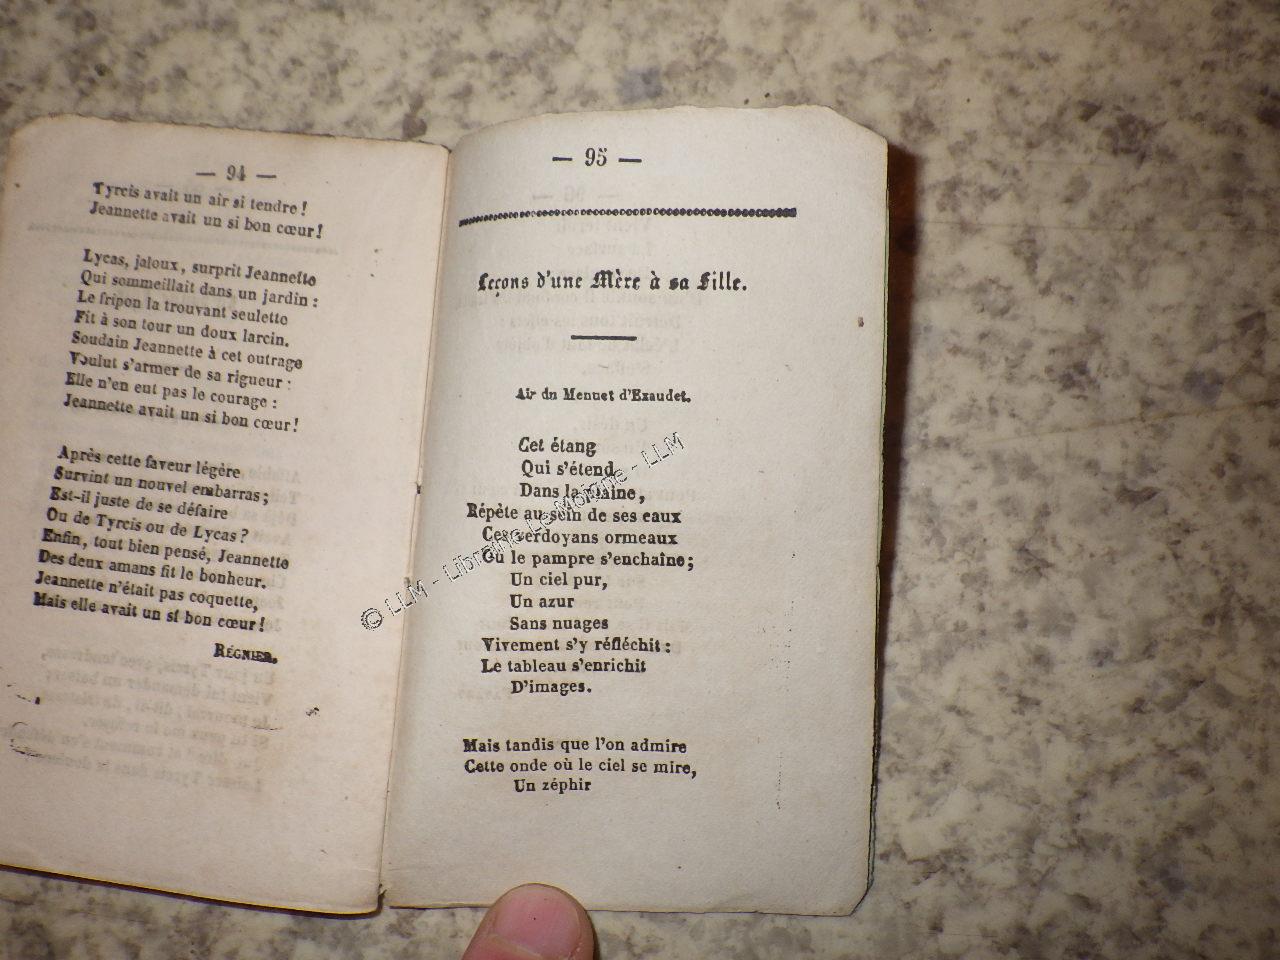 — 94 —
Tyrcis avait un air si tendre !
Jeannette avait un si bon cœur !
Lycas, jaloux, surprit Jeannette
Qui sommeillait dans un jardin :
Le fripon la trouvant seulette
Fit à son tour un doux larcin.
Soudain Jeannette à cet outrage
Voulut s'armer de sa rigueur :
Elle n'en eut pas le courage :
Jeannette avait un si bon cœur !
Après cette faveur légère
Survint un nouvel embarras ;
Est-il juste de se défaire
Ou de Tyrcis ou de Lycas ?
Enfin, tout bien pensé, Jeannette
Des deux amans fit le bonheur.
Jeannette n'était pas coquette,
Mais elle avait un si bon cœur !
RÉGNIER.
— 95 —
Leçons d'une Mère à sa Fille.
Air du Menuet d'Exaudet.
Cet étang
Qui s'étend
Dans la plaine,
Répète au sein de ses eaux
Ces verdoyans ormeaux
Où le pampre s'enchaîne ;
Un ciel pur,
Un azur
Sans nuages
Vivement s'y réfléchit :
Le tableau s'enrichit
D'images.
Mais tandis que l'on admire
Cette onde où le ciel se mire,
Un zéphir
© LLM - Librairie Le Moigne - LLM